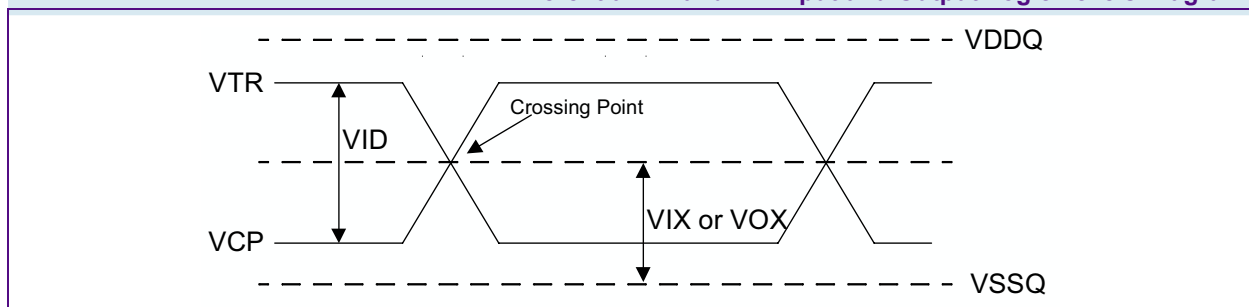 VDDQ
VTR
Crossing Point
VID
VIX or VOX
VCP
VSSQ